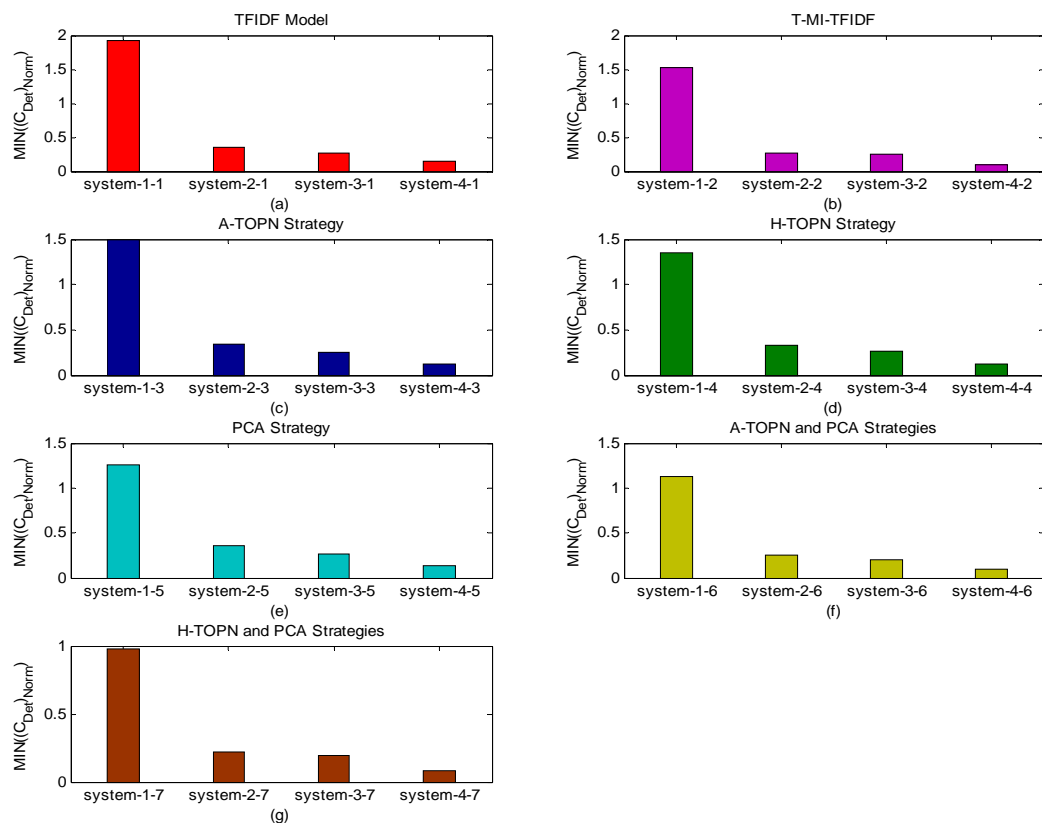 TFIDF Model
MIN((C_Det)_Norm)
2
1.5
1
0.5
0
system-1-1 system-2-1 system-3-1 system-4-1
(a)
T-MI-TFIDF
MIN((C_Det)_Norm)
2
1.5
1
0.5
0
system-1-2 system-2-2 system-3-2 system-4-2
(b)
A-TOPN Strategy
MIN((C_Det)_Norm)
1.5
1
0.5
0
system-1-3 system-2-3 system-3-3 system-4-3
(c)
H-TOPN Strategy
MIN((C_Det)_Norm)
1.5
1
0.5
0
system-1-4 system-2-4 system-3-4 system-4-4
(d)
PCA Strategy
MIN((C_Det)_Norm)
1.5
1
0.5
0
system-1-5 system-2-5 system-3-5 system-4-5
(e)
A-TOPN and PCA Strategies
MIN((C_Det)_Norm)
1.5
1
0.5
0
system-1-6 system-2-6 system-3-6 system-4-6
(f)
H-TOPN and PCA Strategies
MIN((C_Det)_Norm)
1
0.5
0
system-1-7 system-2-7 system-3-7 system-4-7
(g)